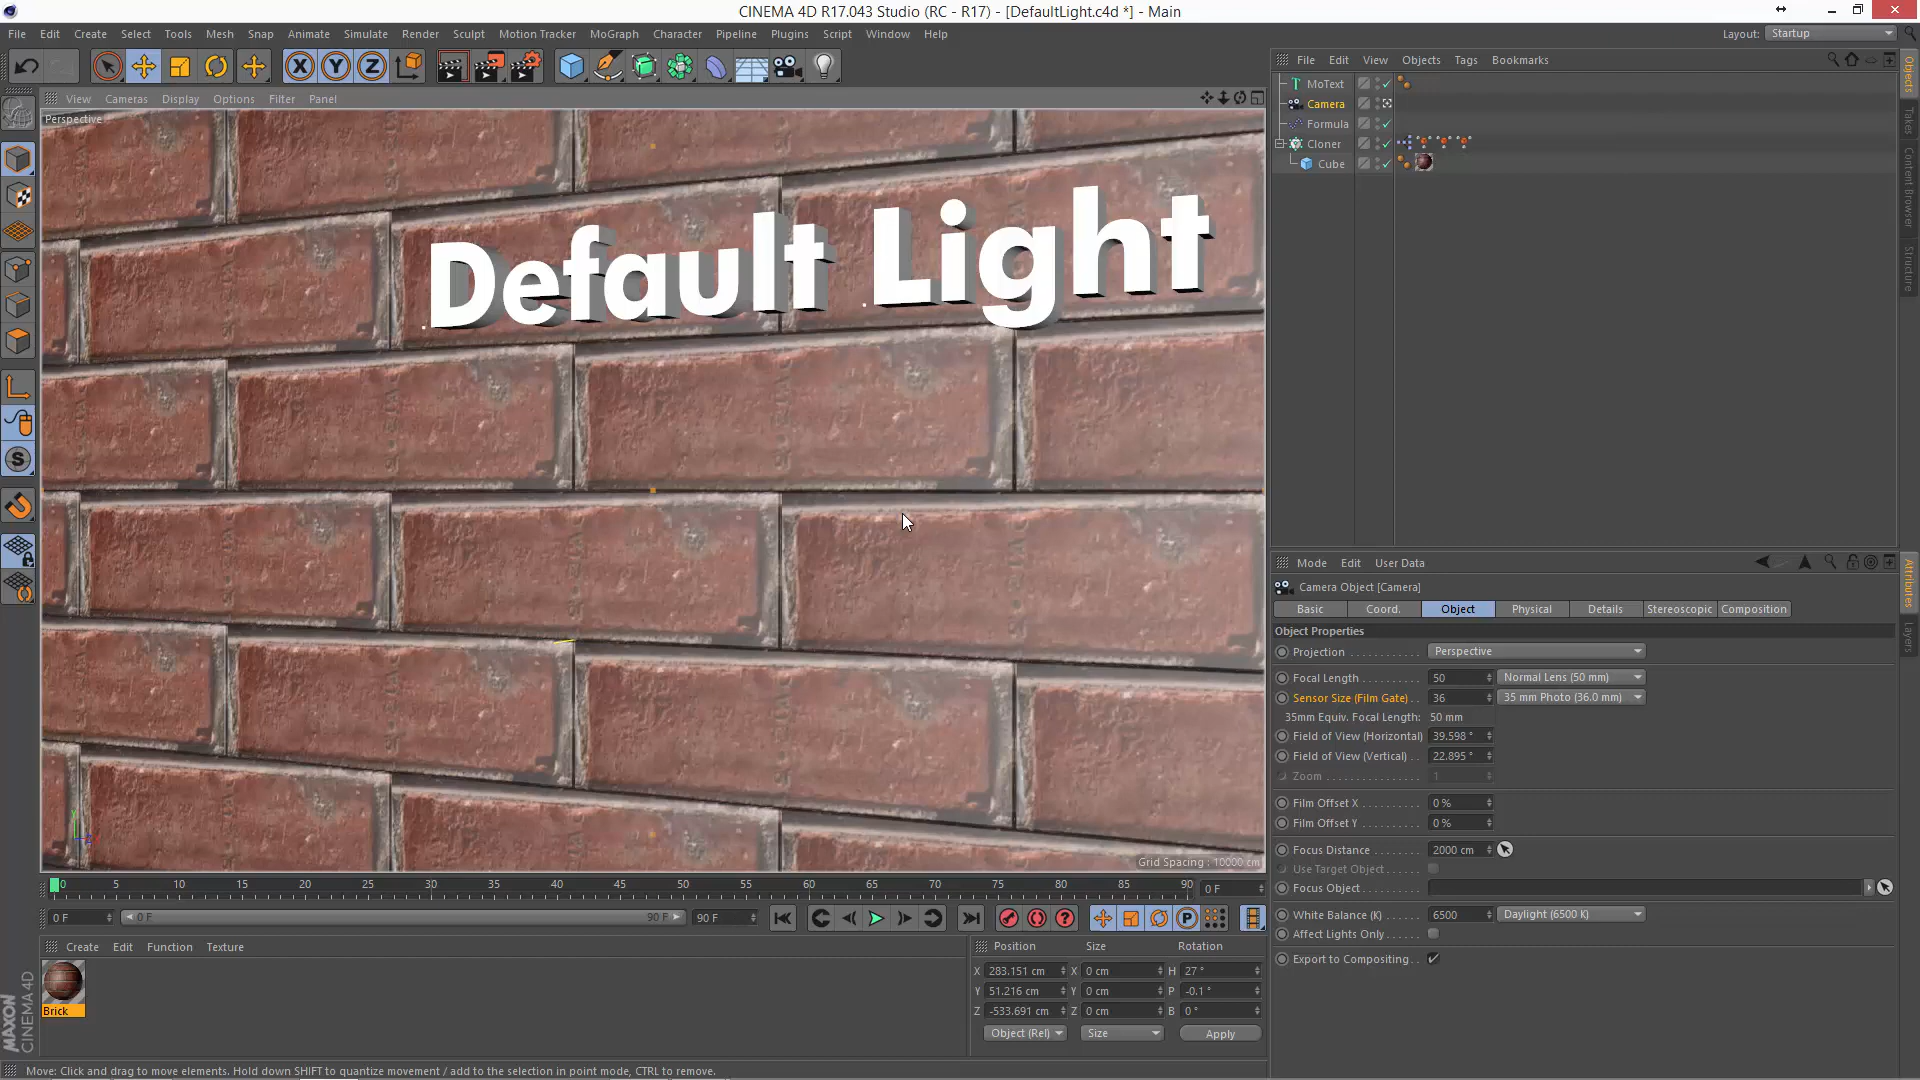 CINEMA 4D R17.043 Studio (RC - R17) - [DefaultLight.c4d *] - Main
File Edit Create Select Tools Mesh Snap Animate Simulate Render Sculpt Motion Tracker MoGraph Character Pipeline Plugins Script Window Help
Layout: Startup
X Y Z
File Edit View Objects Tags Bookmarks
View Cameras Display Options Filter Panel
Perspective
MoText
Camera
Formula
Cloner
Cube
Objects
Takes
Content Browser
Structure
Default Light
Grid Spacing : 10000 cm
Mode Edit User Data
Camera Object [Camera]
Basic Coord. Object Physical Details Stereoscopic Composition
Object Properties
Projection Perspective
Focal Length 50 Normal Lens (50 mm)
Sensor Size (Film Gate) 36 35 mm Photo (36.0 mm)
35mm Equiv. Focal Length: 50 mm
Field of View (Horizontal) 39.598 °
Field of View (Vertical) 22.895 °
Zoom 1
Film Offset X 0 %
Film Offset Y 0 %
Focus Distance 2000 cm
Use Target Object
Focus Object
White Balance (K) 6500 Daylight (6500 K)
Affect Lights Only
Export to Compositing
Attributes
Layers
0 5 10 15 20 25 30 35 40 45 50 55 60 65 70 75 80 85 90 0 F
0 F 0 F 90 F 90 F
Create Edit Function Texture
Brick
Position Size Rotation
X 283.151 cm X 0 cm H 27 °
Y 51.216 cm Y 0 cm P -0.1 °
Z -533.691 cm Z 0 cm B 0 °
Object (Rel) Size Apply
MAXON
CINEMA 4D
Move: Click and drag to move elements. Hold down SHIFT to quantize movement / add to the selection in point mode, CTRL to remove.